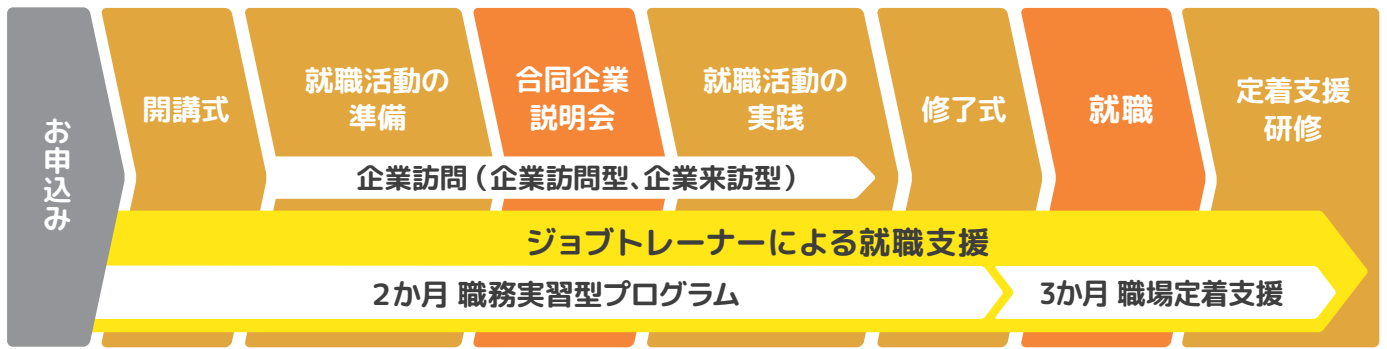 お申込み
開講式
就職活動の
準備
合同企業
説明会
就職活動の
実践
修了式
就職
定着支援
研修
企業訪問（企業訪問型、企業来訪型）
ジョブトレーナーによる就職支援
2か月 職務実習型プログラム
3か月 職場定着支援